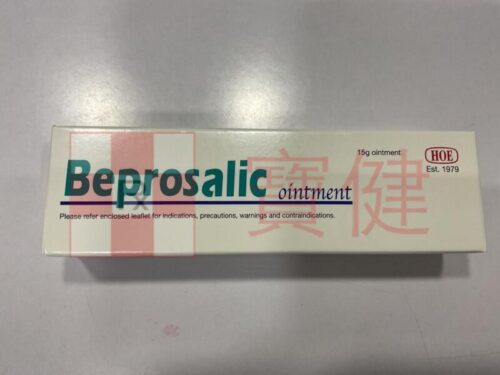 15g ointment
HOE
Est. 1979
Beprosalic ointment
Please refer enclosed leaflet for indications, precautions, warnings and contraindications.
寶健